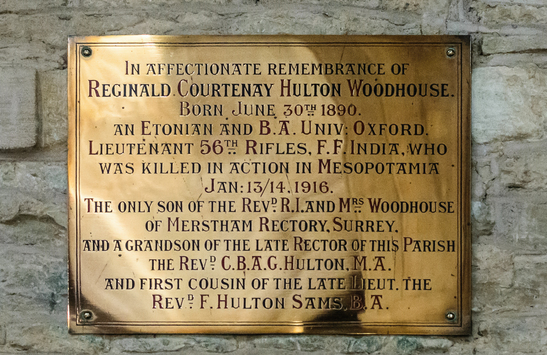 In affectionate remembrance of
Reginald Courtenay Hulton Woodhouse.
Born June 30TH 1890.
an Etonian and B.A. Univ: Oxford.
Lieutenant 56TH Rifles, F.F. India, who
was killed in action in Mesopotamia
Jan: 13/14. 1916.
The only son of the RevD R.I. and MRS Woodhouse
of Merstham Rectory, Surrey,
and a grandson of the late Rector of this Parish
the RevD C.B.A.G. Hulton, M.A.
and first cousin of the late Lieut. the
RevD F. Hulton Sams, B.A.